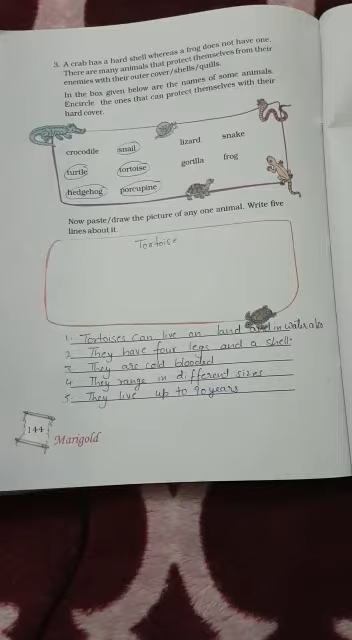 3. A crab has a hard shell whereas a frog does not have one.
There are many animals that protect themselves from their
enemies with their outer cover/shells/quills.
In the box given below are the names of some animals.
Encircle the ones that can protect themselves with their
hard cover.
crocodile snail lizard snake
turtle tortoise gorilla frog
hedgehog porcupine
Now paste/draw the picture of any one animal. Write five
lines about it.
Tortoise
1. Tortoises can live on land and in water also
2. They have four legs and a shell.
3. They are cold blooded
4. They range in different sizes
5. They live up to 90 years
144
Marigold